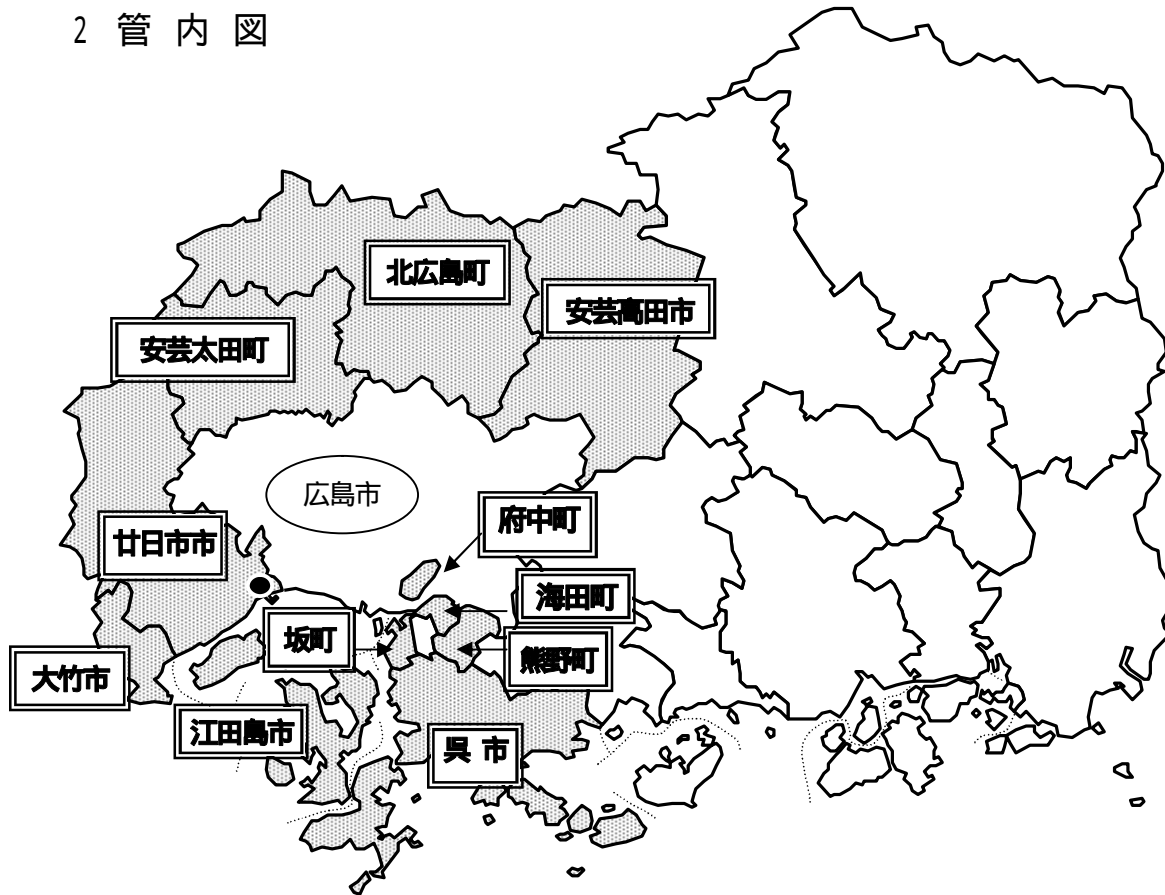 2 管 内 図
北広島町
安芸高田市
安芸太田町
広島市
府中町
廿日市市
海田町
坂町
熊野町
大竹市
江田島市
呉 市